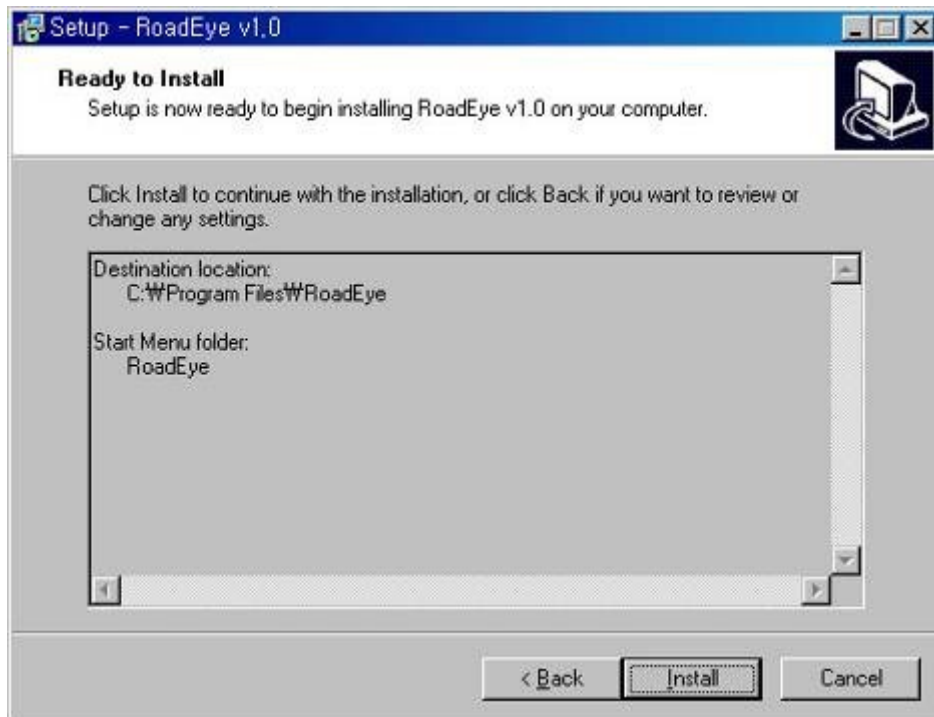 Setup - RoadEye v1.0
Ready to Install
Setup is now ready to begin installing RoadEye v1.0 on your computer.
Click Install to continue with the installation, or click Back if you want to review or
change any settings.
Destination location:
C:₩Program Files₩RoadEye
Start Menu folder:
RoadEye
< Back
Install
Cancel